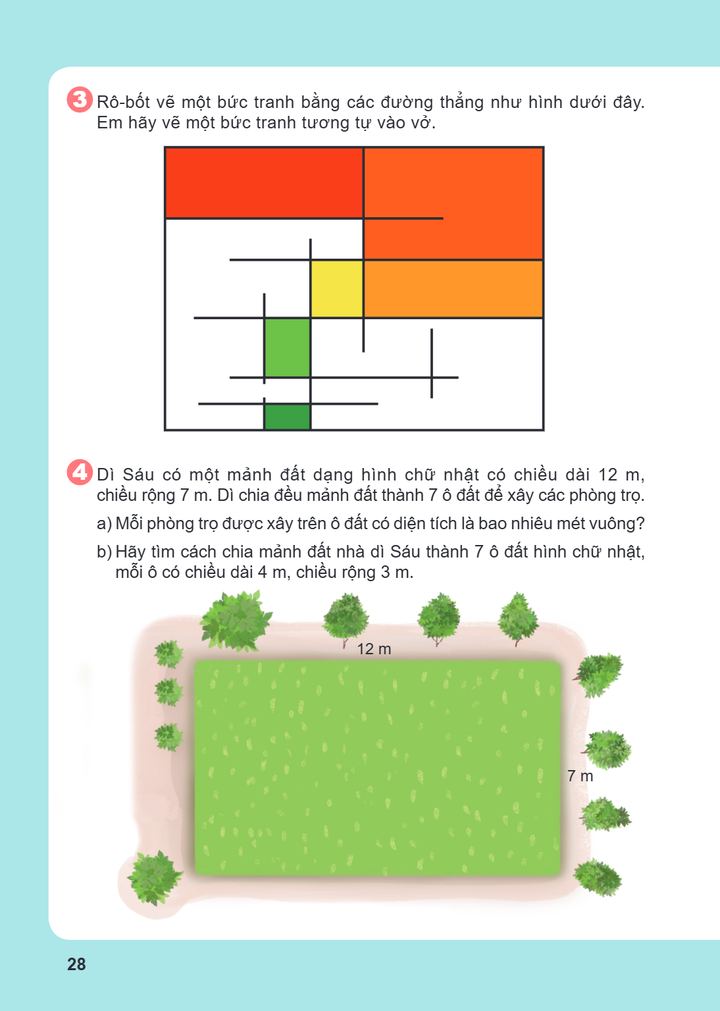 3 Rô-bốt vẽ một bức tranh bằng các đường thẳng như hình dưới đây.
Em hãy vẽ một bức tranh tương tự vào vở.
4 Dì Sáu có một mảnh đất dạng hình chữ nhật có chiều dài 12 m,
chiều rộng 7 m. Dì chia đều mảnh đất thành 7 ô đất để xây các phòng trọ.
a) Mỗi phòng trọ được xây trên ô đất có diện tích là bao nhiêu mét vuông?
b) Hãy tìm cách chia mảnh đất nhà dì Sáu thành 7 ô đất hình chữ nhật,
mỗi ô có chiều dài 4 m, chiều rộng 3 m.
12 m
7 m
28